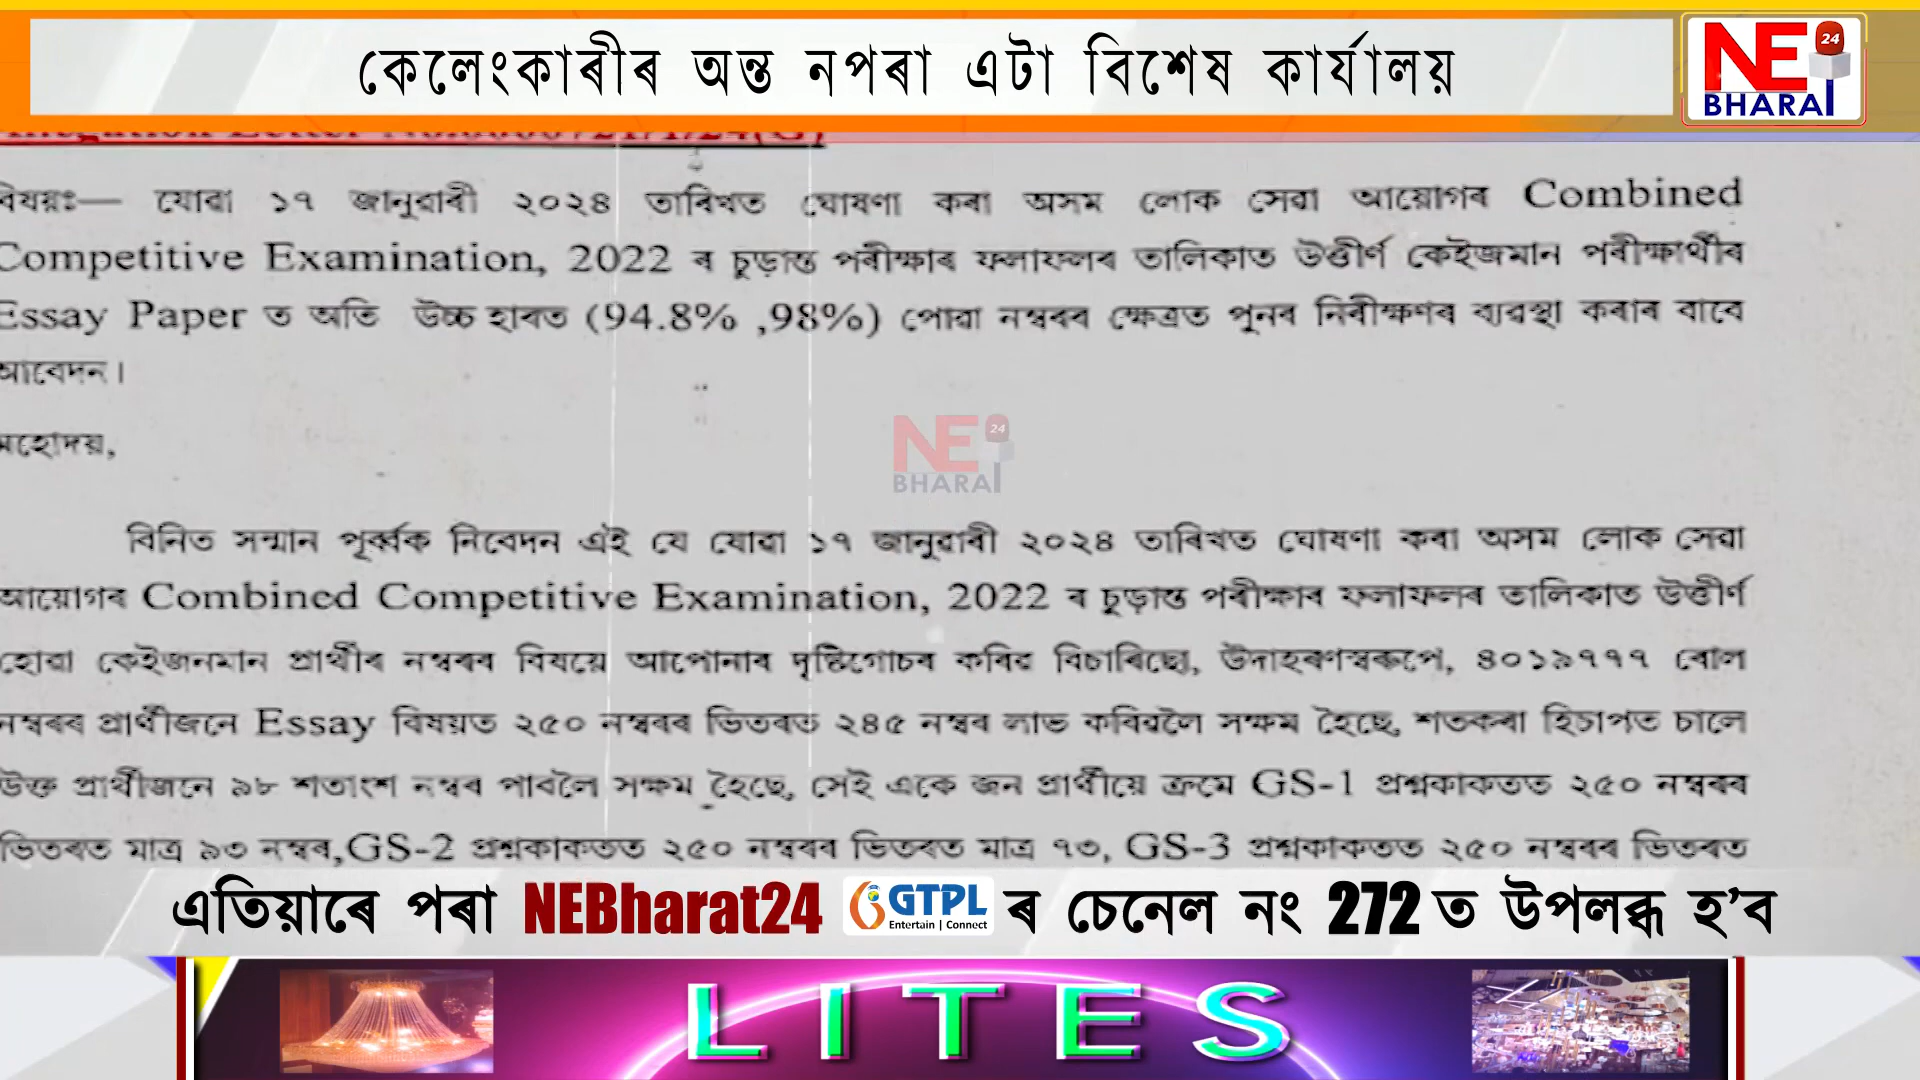 কেলেংকাৰীৰ অন্ত নপৰা এটা বিশেষ কাৰ্যালয়
NE 24 BHARAT
বিষয়ঃ— যোৱা ১৭ জানুৱাৰী ২০২৪ তাৰিখত ঘোষণা কৰা অসম লোক সেৱা আয়োগৰ Combined
Competitive Examination, 2022 ৰ চুড়ান্ত পৰীক্ষাৰ ফলাফলৰ তালিকাত উত্তীৰ্ণ কেইজমান পৰীক্ষাৰ্থীৰ
Essay Paper ত অতি উচ্চ হাৰত (94.8% ,98%) পোৱা নম্বৰৰ ক্ষেত্ৰত পুনৰ নিৰীক্ষণৰ ব্যৱস্থা কৰাৰ বাবে
আবেদন।
মহোদয়,
NE 24 BHARAT
বিনিত সন্মান পূৰ্ব্বক নিবেদন এই যে যোৱা ১৭ জানুৱাৰী ২০২৪ তাৰিখত ঘোষণা কৰা অসম লোক সেৱা
আয়োগৰ Combined Competitive Examination, 2022 ৰ চুড়ান্ত পৰীক্ষাৰ ফলাফলৰ তালিকাত উত্তীৰ্ণ
হোৱা কেইজনমান প্ৰাৰ্থীৰ নম্বৰৰ বিষয়ে আপোনাৰ দৃষ্টিগোচৰ কৰিব বিচাৰিছো, উদাহৰণস্বৰূপে, ৪০১৯৭৭৭ ৰোল
নম্বৰৰ প্ৰাৰ্থীজনে Essay বিষয়ত ২৫০ নম্বৰৰ ভিতৰত ২৪৫ নম্বৰ লাভ কৰিবলৈ সক্ষম হৈছে, শতকৰা হিচাপত চালে
উক্ত প্ৰাৰ্থীজনে ৯৮ শতাংশ নম্বৰ পাবলৈ সক্ষম হৈছে, সেই একে জন প্ৰাৰ্থীয়ে ক্ৰমে GS-1 প্ৰশ্নকাকতত ২৫০ নম্বৰৰ
ভিতৰত মাত্ৰ ৯৩ নম্বৰ,GS-2 প্ৰশ্নকাকতত ২৫০ নম্বৰৰ ভিতৰত মাত্ৰ ৭৩, GS-3 প্ৰশ্নকাকতত ২৫০ নম্বৰৰ ভিতৰত
এতিয়াৰে পৰা NEBharat24 GTPL Entertain | Connect ৰ চেনেল নং 272 ত উপলব্ধ হ’ব
LITES